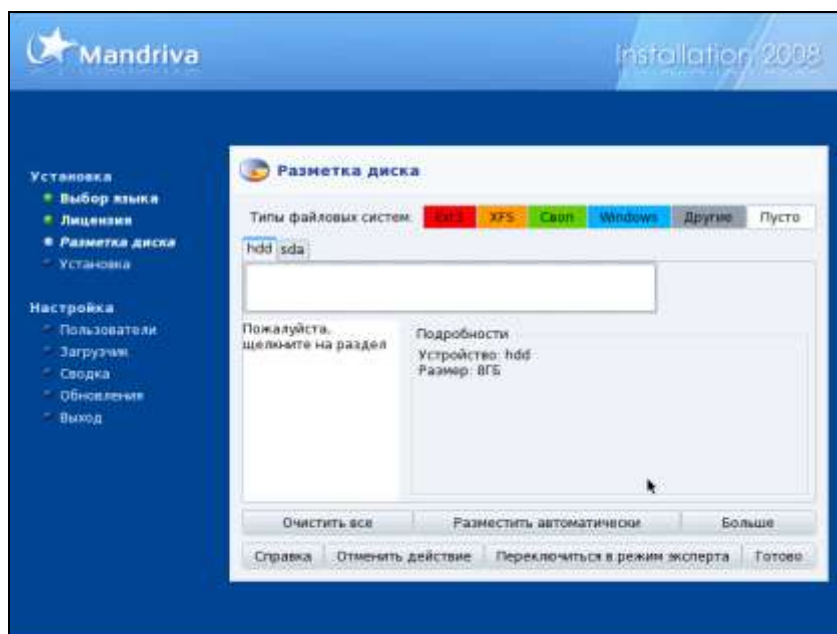 Mandriva
Installation 2008
Установка
Выбор языка
Лицензия
Разметка диска
Установка
Настройка
Пользователи
Загрузчик
Сводка
Обновления
Выход
Разметка диска
Типы файловых систем: Ext3 XFS Своп Windows Другие Пусто
hdd sda
Пожалуйста,
щелкните на раздел
Подробности
Устройство: hdd
Размер: 8ГБ
Очистить все Разместить автоматически Больше
Справка Отменить действие Переключиться в режим эксперта Готово